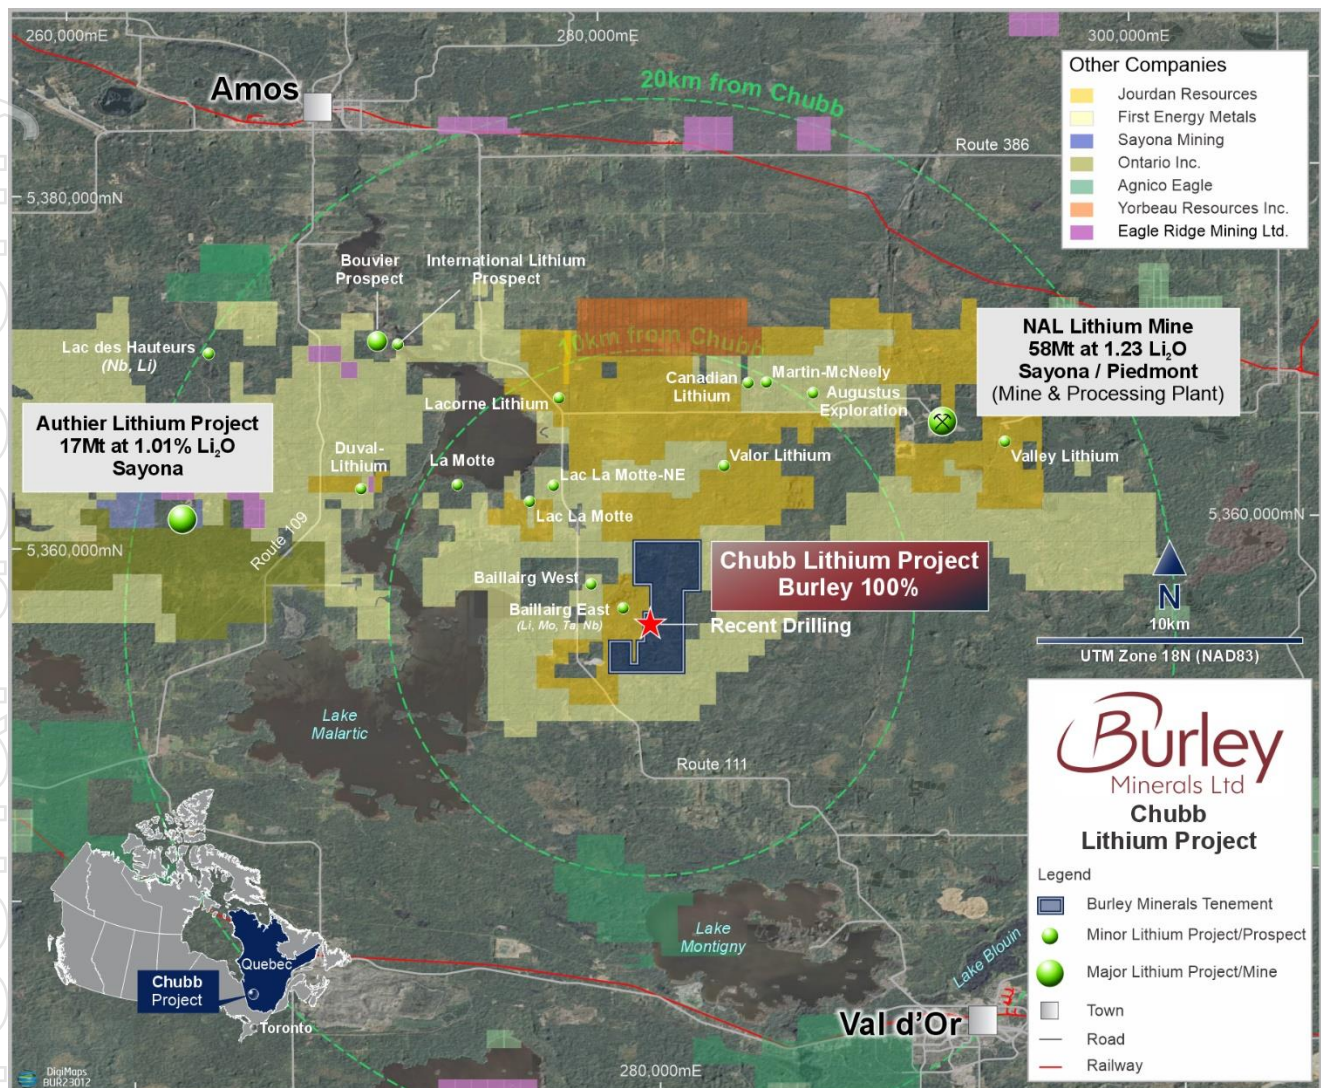 260,000mE
280,000mE
300,000mE
Amos
20km from Chubb
Other Companies
Jourdan Resources
First Energy Metals
Sayona Mining
Ontario Inc.
Agnico Eagle
Yorbeau Resources Inc.
Eagle Ridge Mining Ltd.
Route 386
5,380,000mN
Bouvier
Prospect
International Lithium
Prospect
Lac des Hauteurs
(Nb, Li)
10km from Chubb
NAL Lithium Mine
58Mt at 1.23 Li₂O
Sayona / Piedmont
(Mine & Processing Plant)
Canadian
Lithium
Martin-McNeely
Augustus
Exploration
Lacorne Lithium
Authier Lithium Project
17Mt at 1.01% Li₂O
Sayona
Duval-
Lithium
La Motte
Lac La Motte-NE
Valor Lithium
Valley Lithium
Lac La Motte
5,360,000mN
5,360,000mN
Route 109
Chubb Lithium Project
Burley 100%
Baillairg West
Baillairg East
(Li, Mo, Ta, Nb)
Recent Drilling
N
10km
UTM Zone 18N (NAD83)
Lake
Malartic
Route 111
Burley
Minerals Ltd
Chubb
Lithium Project
Legend
Burley Minerals Tenement
Minor Lithium Project/Prospect
Major Lithium Project/Mine
Town
Road
Railway
Lake
Montigny
Lake Blouin
Quebec
Chubb
Project
Toronto
Val d'Or
280,000mE
DigiMaps
BUR23012